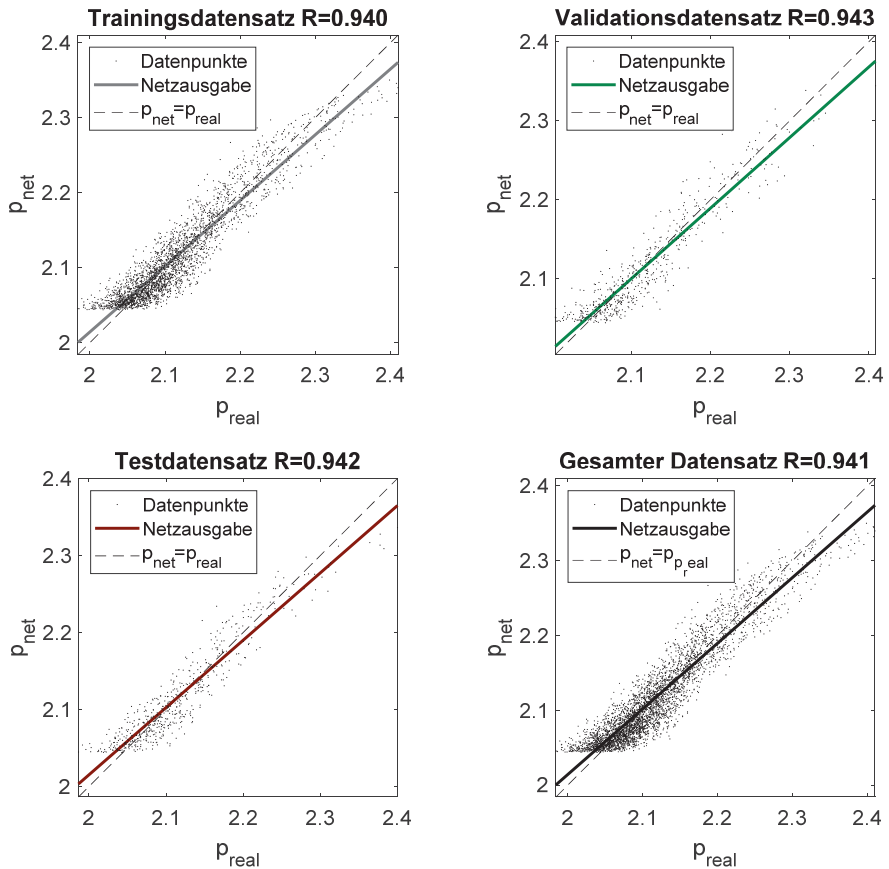 Trainingsdatensatz R=0.940
2.4
2.3
2.2
2.1
2
p_net
Datenpunkte
Netzausgabe
p_net=p_real
2
2.1
2.2
2.3
2.4
p_real
Validationsdatensatz R=0.943
2.4
2.3
2.2
2.1
p_net
Datenpunkte
Netzausgabe
p_net=p_real
2.1
2.2
2.3
2.4
p_real
Testdatensatz R=0.942
2.4
2.3
2.2
2.1
2
p_net
Datenpunkte
Netzausgabe
p_net=p_real
2
2.1
2.2
2.3
2.4
p_real
Gesamter Datensatz R=0.941
2.4
2.3
2.2
2.1
2
p_net
Datenpunkte
Netzausgabe
p_net=p_p_real
2
2.1
2.2
2.3
2.4
p_real